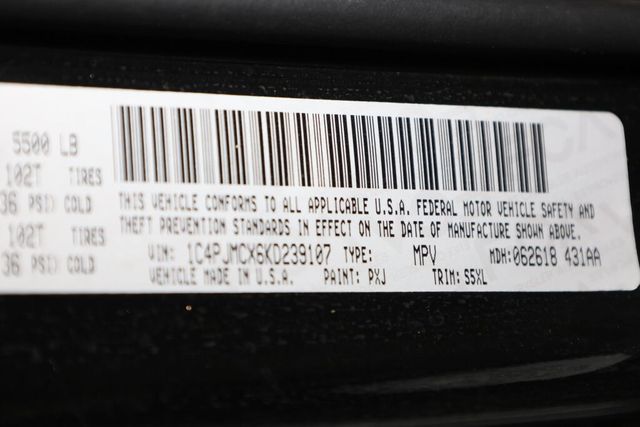 5500 LB
102T TIRES
36 PSI) COLD
102T TIRES
36 PSI) COLD
THIS VEHICLE CONFORMS TO ALL APPLICABLE U.S.A. FEDERAL MOTOR VEHICLE SAFETY AND
THEFT PREVENTION STANDARDS IN EFFECT ON THE DATE OF MANUFACTURE SHOWN ABOVE.
VIN: 1C4PJMCX6KD239107 TYPE: MPV MDH:062618 431AA
VEHICLE MADE IN U.S.A. PAINT: PXJ TRIM: S5XL